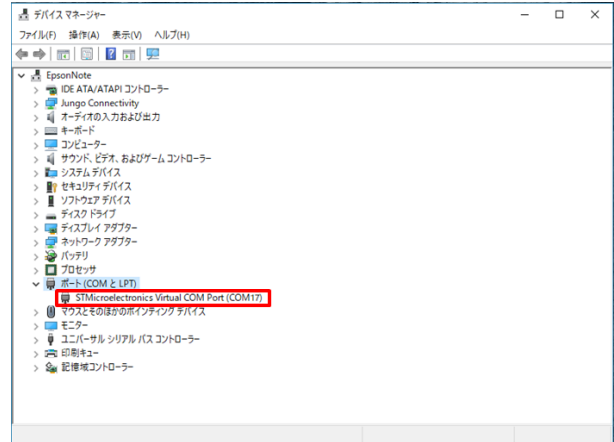 デバイス マネージャー
ファイル(F) 操作(A) 表示(V) ヘルプ(H)
EpsonNote
IDE ATA/ATAPI コントローラー
Jungo Connectivity
オーディオの入力および出力
キーボード
コンピューター
サウンド、ビデオ、およびゲーム コントローラー
システム デバイス
セキュリティ デバイス
ソフトウェア デバイス
ディスク ドライブ
ディスプレイ アダプター
ネットワーク アダプター
バッテリ
プロセッサ
ポート (COM と LPT)
STMicroelectronics Virtual COM Port (COM17)
マウスとそのほかのポインティング デバイス
モニター
ユニバーサル シリアル バス コントローラー
印刷キュー
記憶域コントローラー